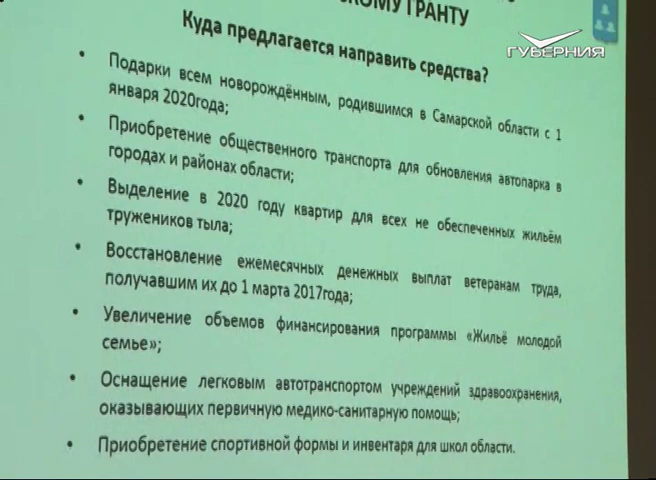 ГРАНТУ
ГУБЕРНИЯ
Куда предлагается направить средства?
• Подарки всем новорождённым, родившимся в Самарской области с 1
января 2020года;
• Приобретение общественного транспорта для обновления автопарка в
городах и районах области;
• Выделение в 2020 году квартир для всех не обеспеченных жильём
тружеников тыла;
• Восстановление ежемесячных денежных выплат ветеранам труда,
получавшим их до 1 марта 2017года;
• Увеличение объемов финансирования программы «Жильё молодой
семье»;
• Оснащение легковым автотранспортом учреждений здравоохранения,
оказывающих первичную медико-санитарную помощь;
• Приобретение спортивной формы и инвентаря для школ области.